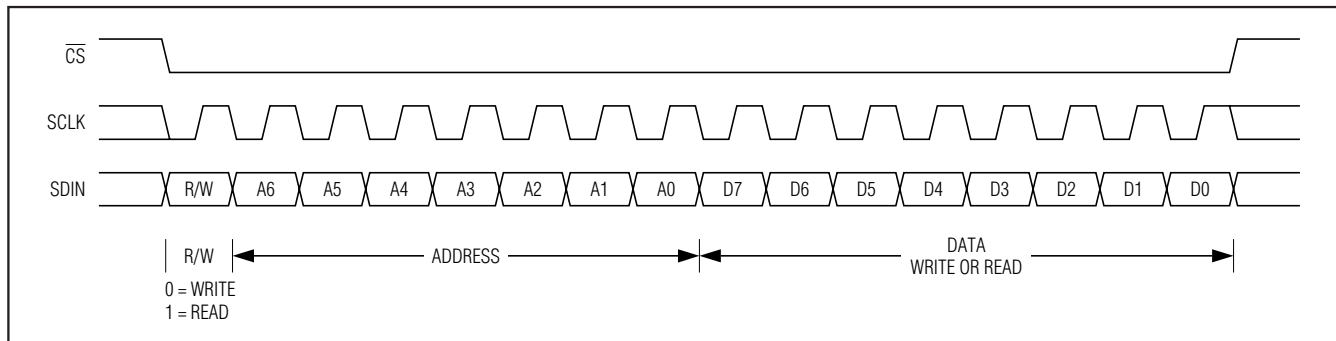 CS
SCLK
SDIN R/W A6 A5 A4 A3 A2 A1 A0 D7 D6 D5 D4 D3 D2 D1 D0
R/W ADDRESS DATA
WRITE OR READ
0 = WRITE
1 = READ